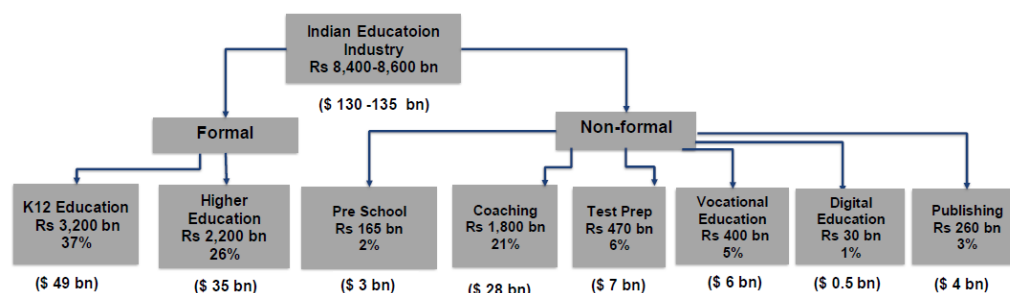 Indian Educatoion
Industry
Rs 8,400-8,600 bn
($ 130 -135 bn)
Formal
Non-formal
K12 Education
Rs 3,200 bn
37%
($ 49 bn)
Higher
Education
Rs 2,200 bn
26%
($ 35 bn)
Pre School
Rs 165 bn
2%
($ 3 bn)
Coaching
Rs 1,800 bn
21%
($ 28 bn)
Test Prep
Rs 470 bn
6%
($ 7 bn)
Vocational
Education
Rs 400 bn
5%
($ 6 bn)
Digital
Education
Rs 30 bn
1%
($ 0.5 bn)
Publishing
Rs 260 bn
3%
($ 4 bn)